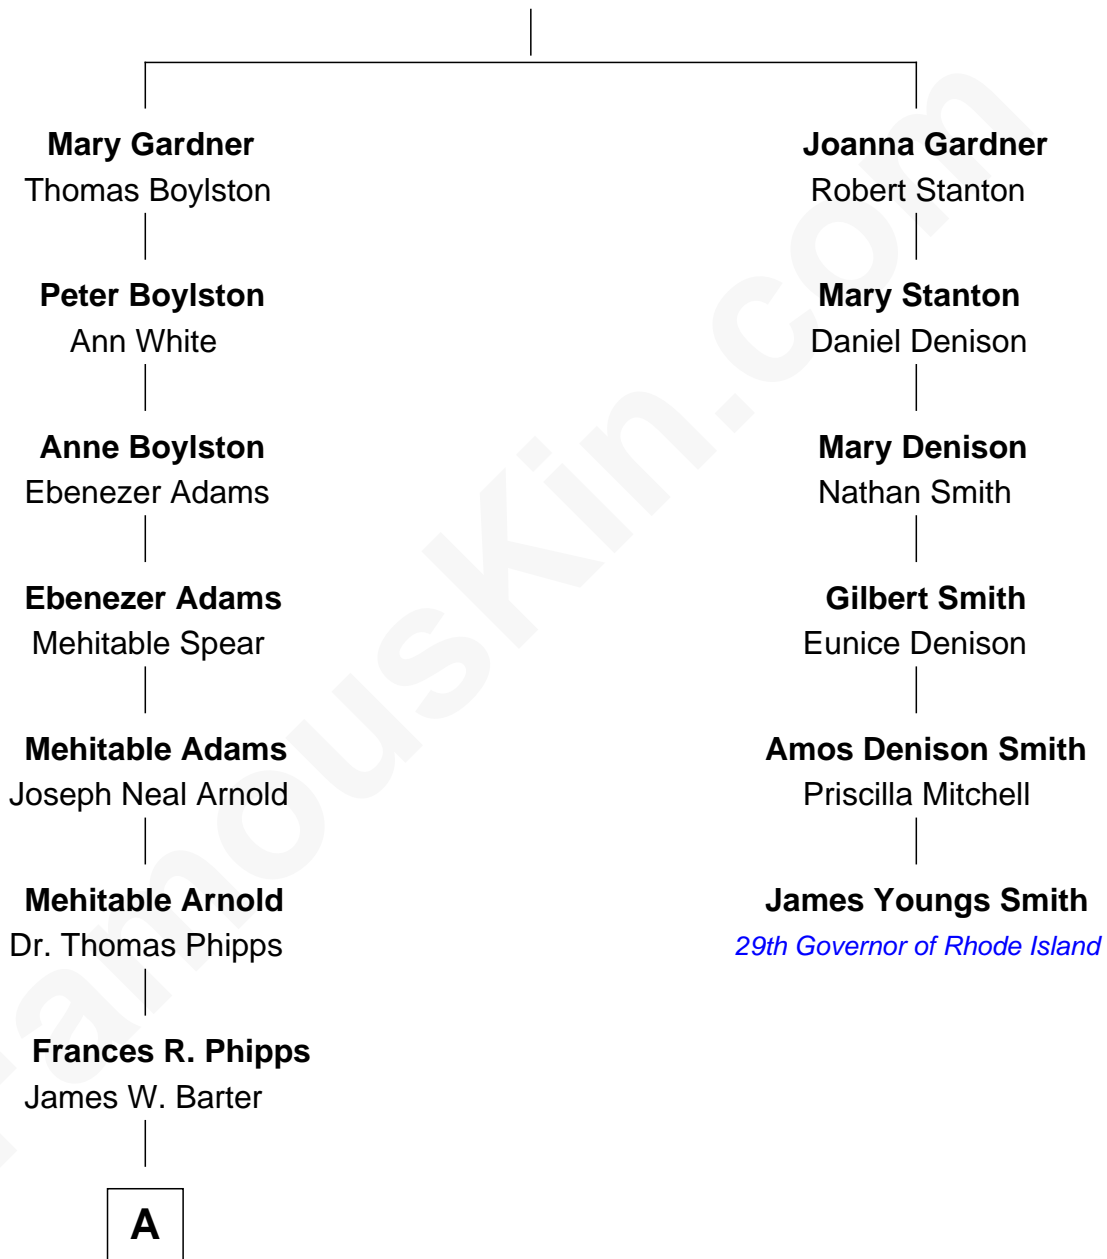 Mary Gardner
Thomas Boylston
Peter Boylston
Ann White
Anne Boylston
Ebenezer Adams
Ebenezer Adams
Mehitable Spear
Mehitable Adams
Joseph Neal Arnold
Mehitable Arnold
Dr. Thomas Phipps
Frances R. Phipps
James W. Barter
A
Joanna Gardner
Robert Stanton
Mary Stanton
Daniel Denison
Mary Denison
Nathan Smith
Gilbert Smith
Eunice Denison
Amos Denison Smith
Priscilla Mitchell
James Youngs Smith
29th Governor of Rhode Island
FamousKin.com